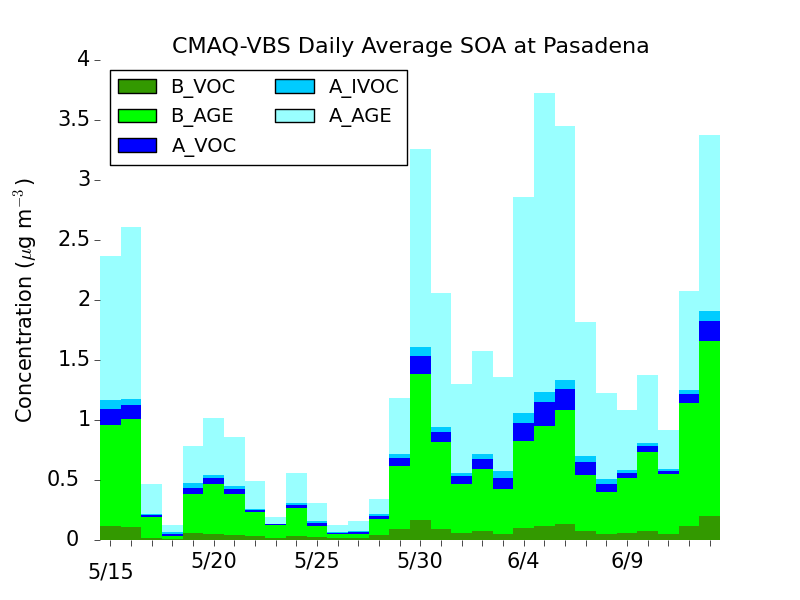 CMAQ-VBS Daily Average SOA at Pasadena
B_VOC
B_AGE
A_VOC
A_IVOC
A_AGE
Concentration (μg m⁻³)
4
3.5
3
2.5
2
1.5
1
0.5
0
5/15
5/20
5/25
5/30
6/4
6/9